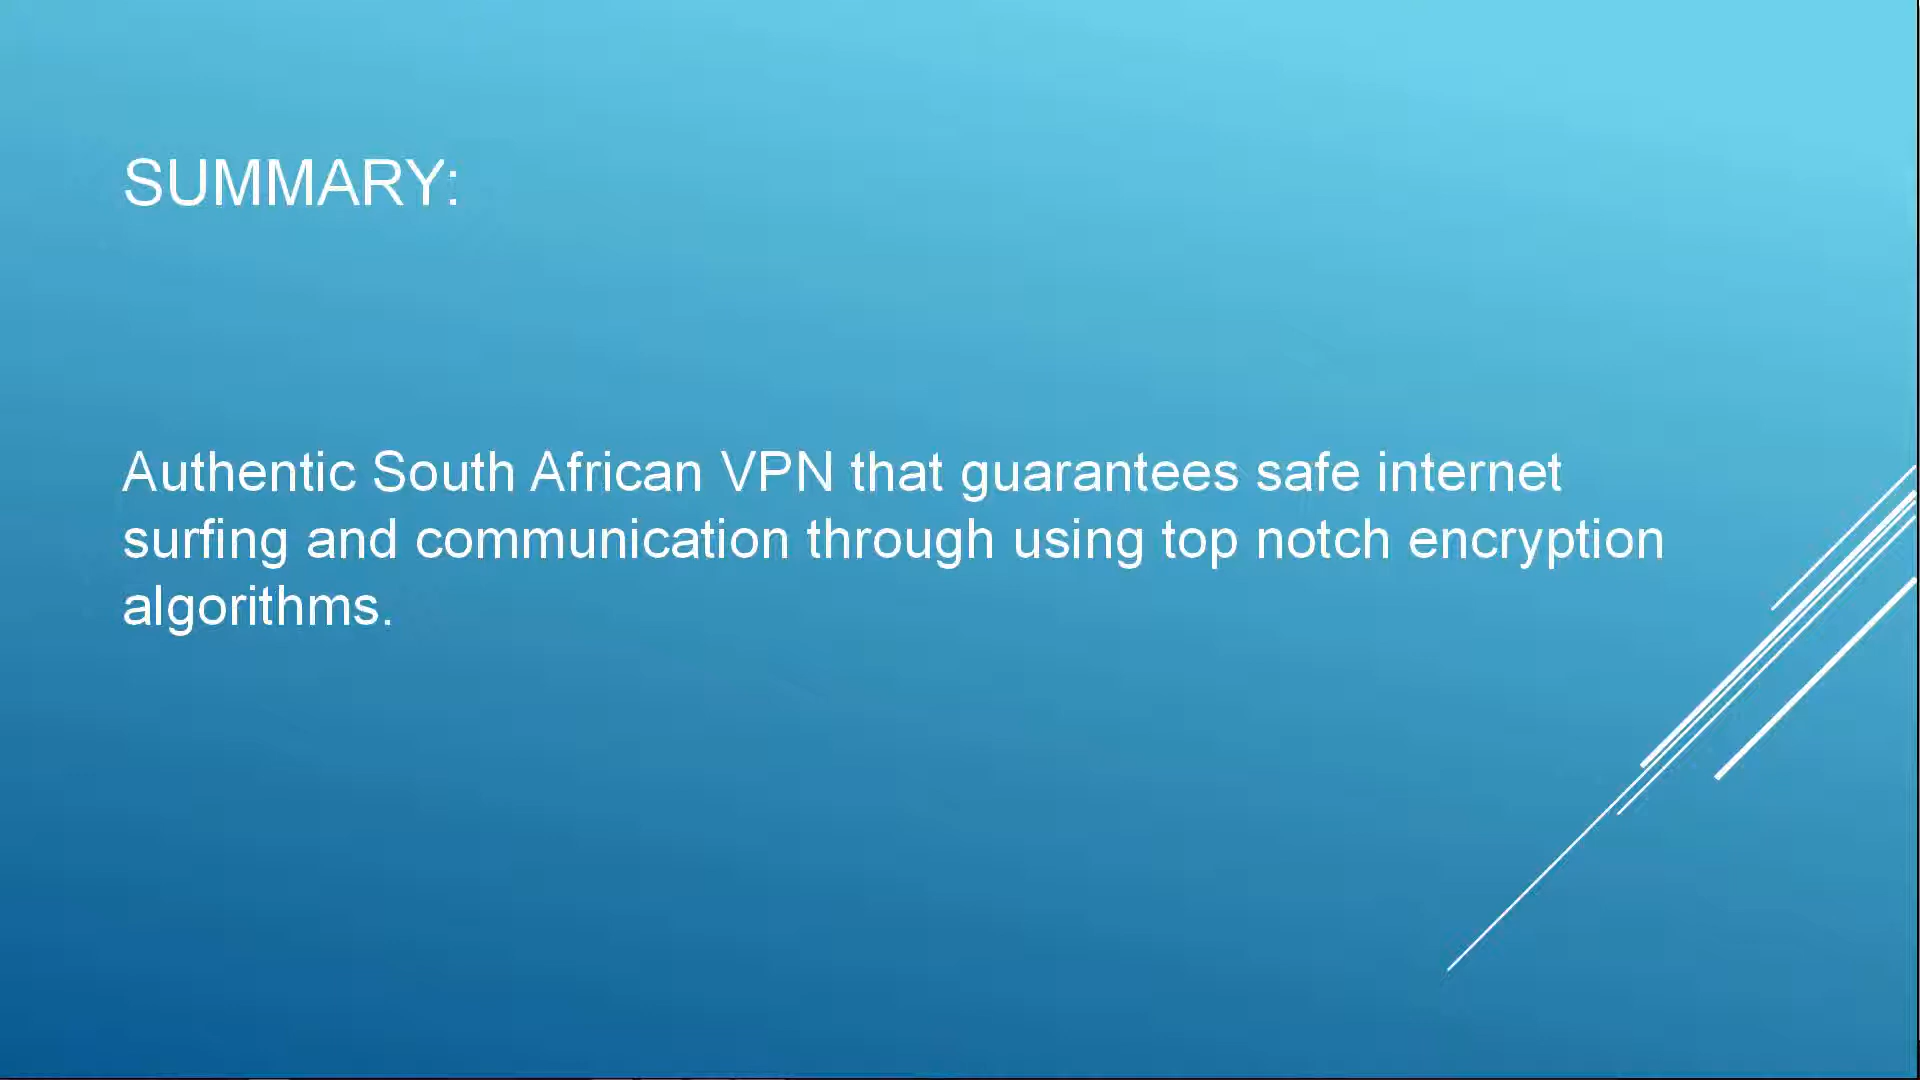 SUMMARY:
Authentic South African VPN that guarantees safe internet
surfing and communication through using top notch encryption
algorithms.